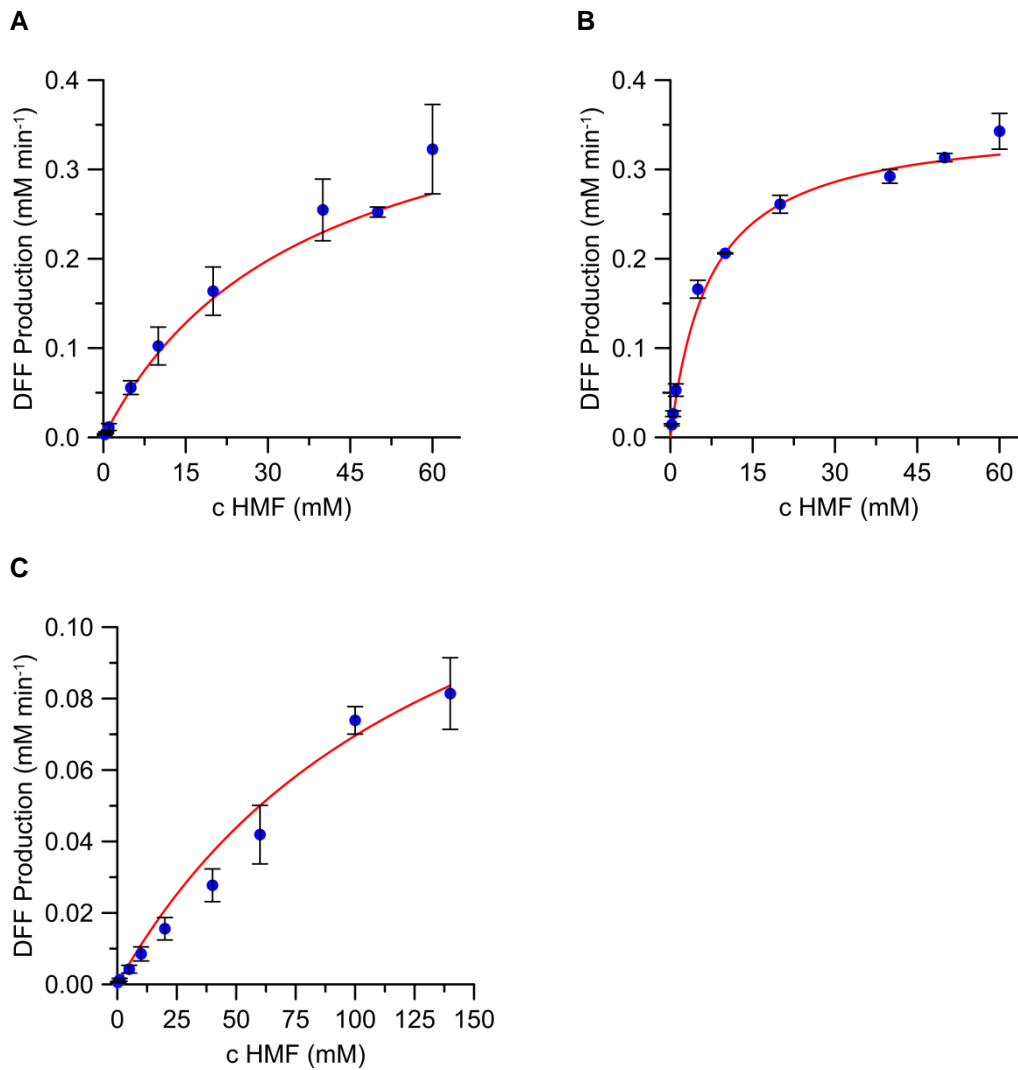 A
B
DFF Production (mM min⁻¹)
0.4
0.3
0.2
0.1
0.0
0 15 30 45 60
c HMF (mM)
DFF Production (mM min⁻¹)
0.4
0.3
0.2
0.1
0.0
0 15 30 45 60
c HMF (mM)
C
DFF Production (mM min⁻¹)
0.10
0.08
0.06
0.04
0.02
0.00
0 25 50 75 100 125 150
c HMF (mM)